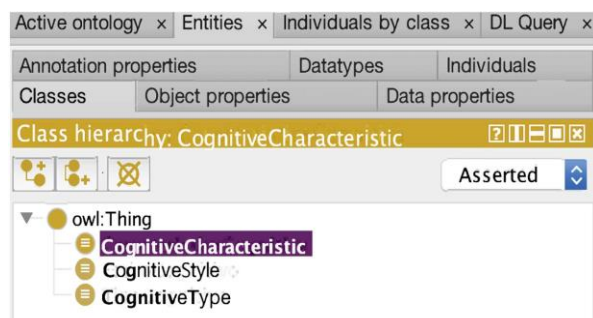 Active ontology × Entities × Individuals by class × DL Query ×
Annotation properties Datatypes Individuals
Classes Object properties Data properties
Class hierarchy: CognitiveCharacteristic
Asserted
owl:Thing
CognitiveCharacteristic
CognitiveStyle
CognitiveType